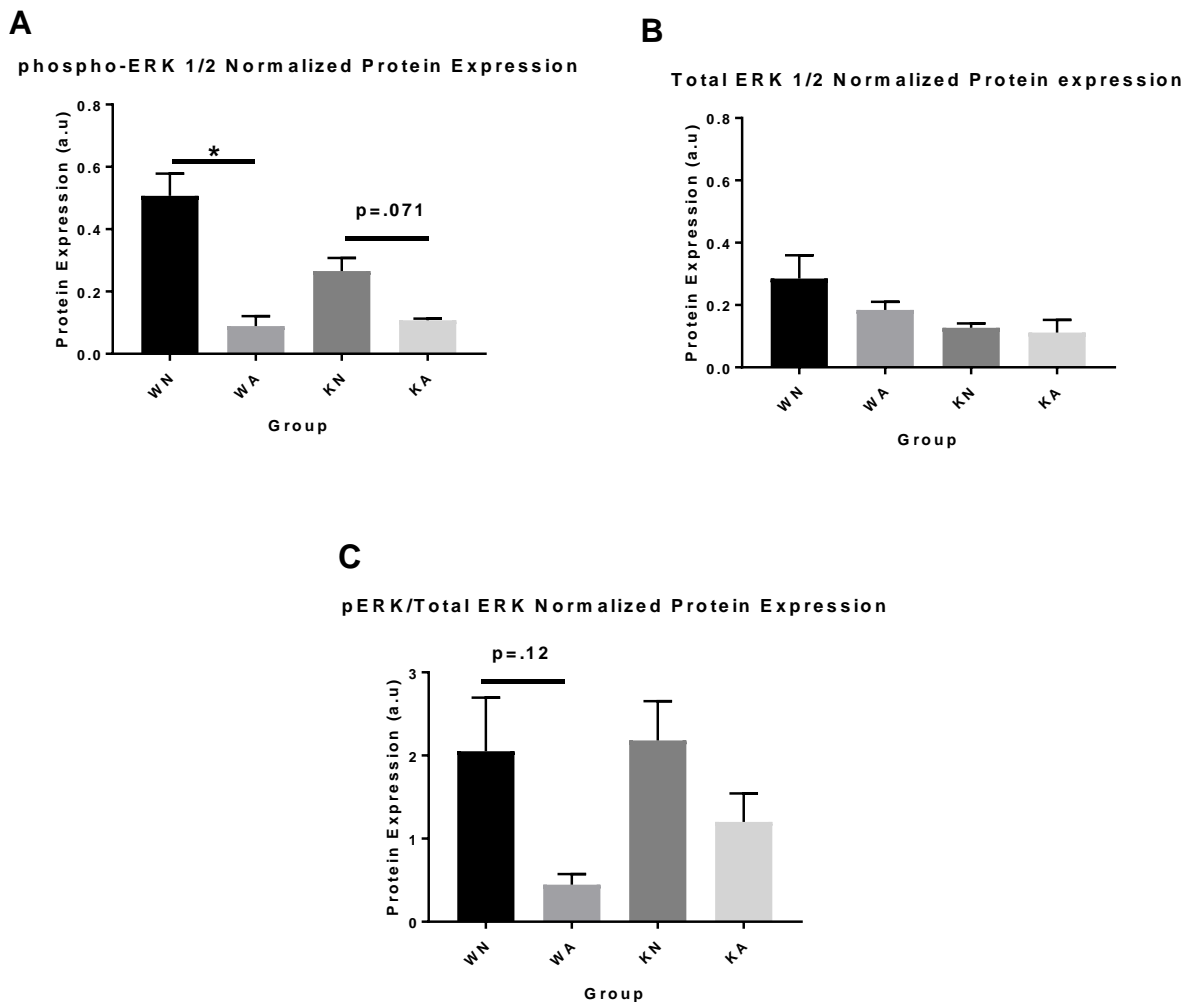 A
phospho-ERK 1/2 Normalized Protein Expression
Protein Expression (a.u)
0.8
0.6
0.4
0.2
0.0
*
p=.071
WN
WA
KN
KA
Group
B
Total ERK 1/2 Normalized Protein expression
Protein Expression (a.u)
0.8
0.6
0.4
0.2
0.0
WN
WA
KN
KA
Group
C
pERK/Total ERK Normalized Protein Expression
Protein Expression (a.u)
3
2
1
0
p=.12
WN
WA
KN
KA
Group